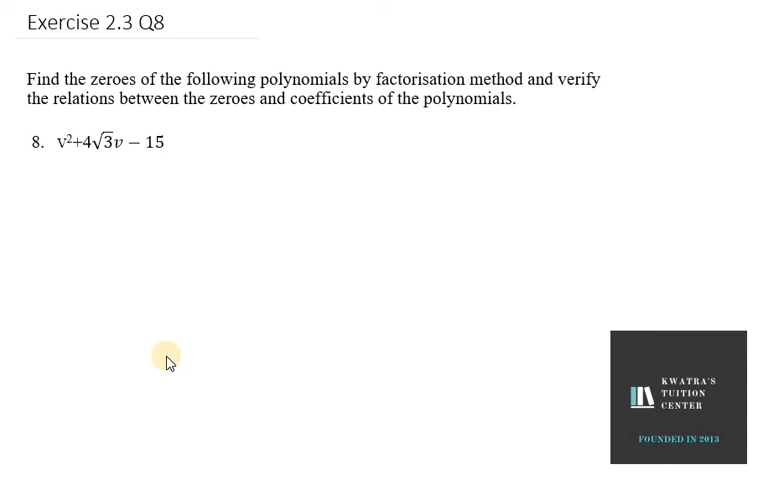 Exercise 2.3 Q8
Find the zeroes of the following polynomials by factorisation method and verify
the relations between the zeroes and coefficients of the polynomials.
8. v²+4√3v – 15
KWATRA'S
TUITION
CENTER
FOUNDED IN 2013